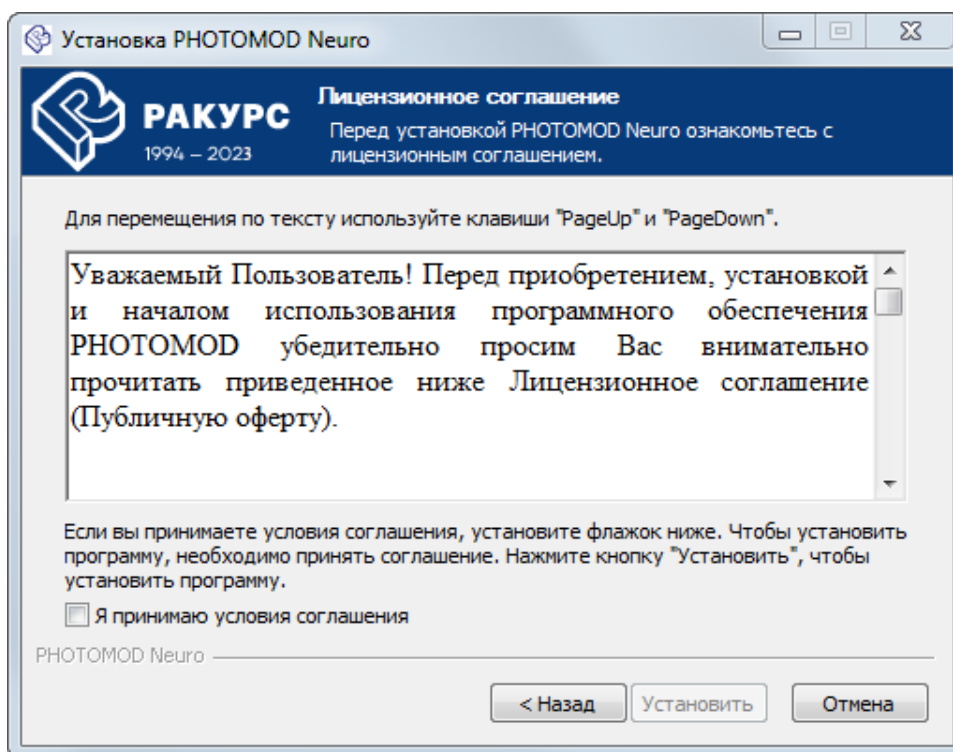 Установка PHOTOMOD Neuro
РАКУРС
1994 – 2023
Лицензионное соглашение
Перед установкой PHOTOMOD Neuro ознакомьтесь с
лицензионным соглашением.
Для перемещения по тексту используйте клавиши "PageUp" и "PageDown".
Уважаемый Пользователь! Перед приобретением, установкой
и началом использования программного обеспечения
PHOTOMOD убедительно просим Вас внимательно
прочитать приведенное ниже Лицензионное соглашение
(Публичную оферту).
Если вы принимаете условия соглашения, установите флажок ниже. Чтобы установить
программу, необходимо принять соглашение. Нажмите кнопку "Установить", чтобы
установить программу.
Я принимаю условия соглашения
PHOTOMOD Neuro
< Назад
Установить
Отмена